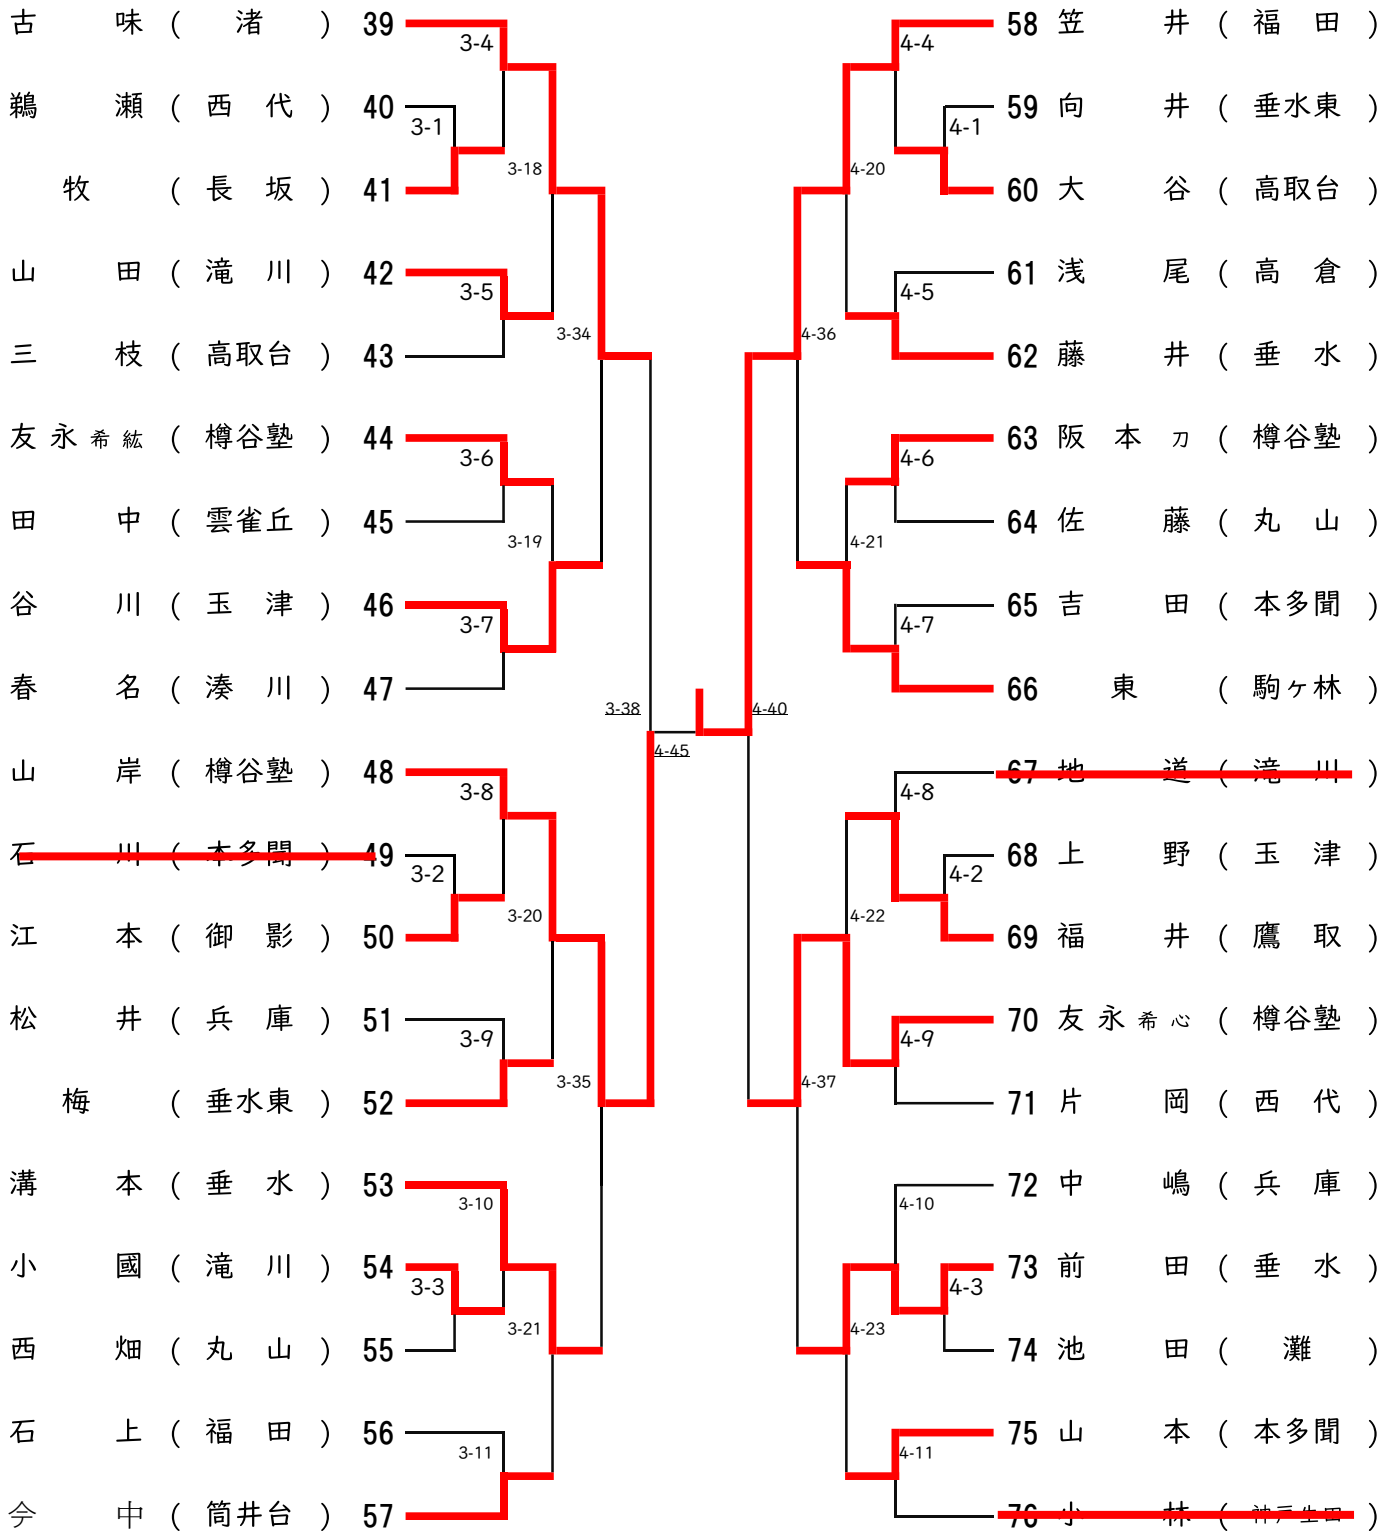 古味 ( 渚 ) 39
3-4
鵜瀬 ( 西代 ) 40
3-1
牧 ( 長坂 ) 41
3-18
山田 ( 滝川 ) 42
3-5
三枝 ( 高取台 ) 43
3-34
友永希紘 ( 樽谷塾 ) 44
3-6
田中 ( 雲雀丘 ) 45
3-19
谷川 ( 玉津 ) 46
3-7
春名 ( 湊川 ) 47
3-38
山岸 ( 樽谷塾 ) 48
3-8
石川 ( 本多聞 ) 49
3-2
江本 ( 御影 ) 50
3-20
松井 ( 兵庫 ) 51
3-9
梅 ( 垂水東 ) 52
3-35
溝本 ( 垂水 ) 53
3-10
小國 ( 滝川 ) 54
3-3
西畑 ( 丸山 ) 55
3-21
石上 ( 福田 ) 56
3-11
今中 ( 筒井台 ) 57
4-45
58 笠井 ( 福田 )
4-4
59 向井 ( 垂水東 )
4-1
60 大谷 ( 高取台 )
4-20
61 浅尾 ( 高倉 )
4-5
62 藤井 ( 垂水 )
4-36
63 阪本刀 ( 樽谷塾 )
4-6
64 佐藤 ( 丸山 )
4-21
65 吉田 ( 本多聞 )
4-7
66 東 ( 駒ヶ林 )
4-40
67 地道 ( 滝川 )
4-8
68 上野 ( 玉津 )
4-2
69 福井 ( 鷹取 )
4-22
70 友永希心 ( 樽谷塾 )
4-9
71 片岡 ( 西代 )
4-37
72 中嶋 ( 兵庫 )
4-10
73 前田 ( 垂水 )
4-3
74 池田 ( 灘 )
4-23
75 山本 ( 本多聞 )
4-11
76 小林 ( 神戸生田 )